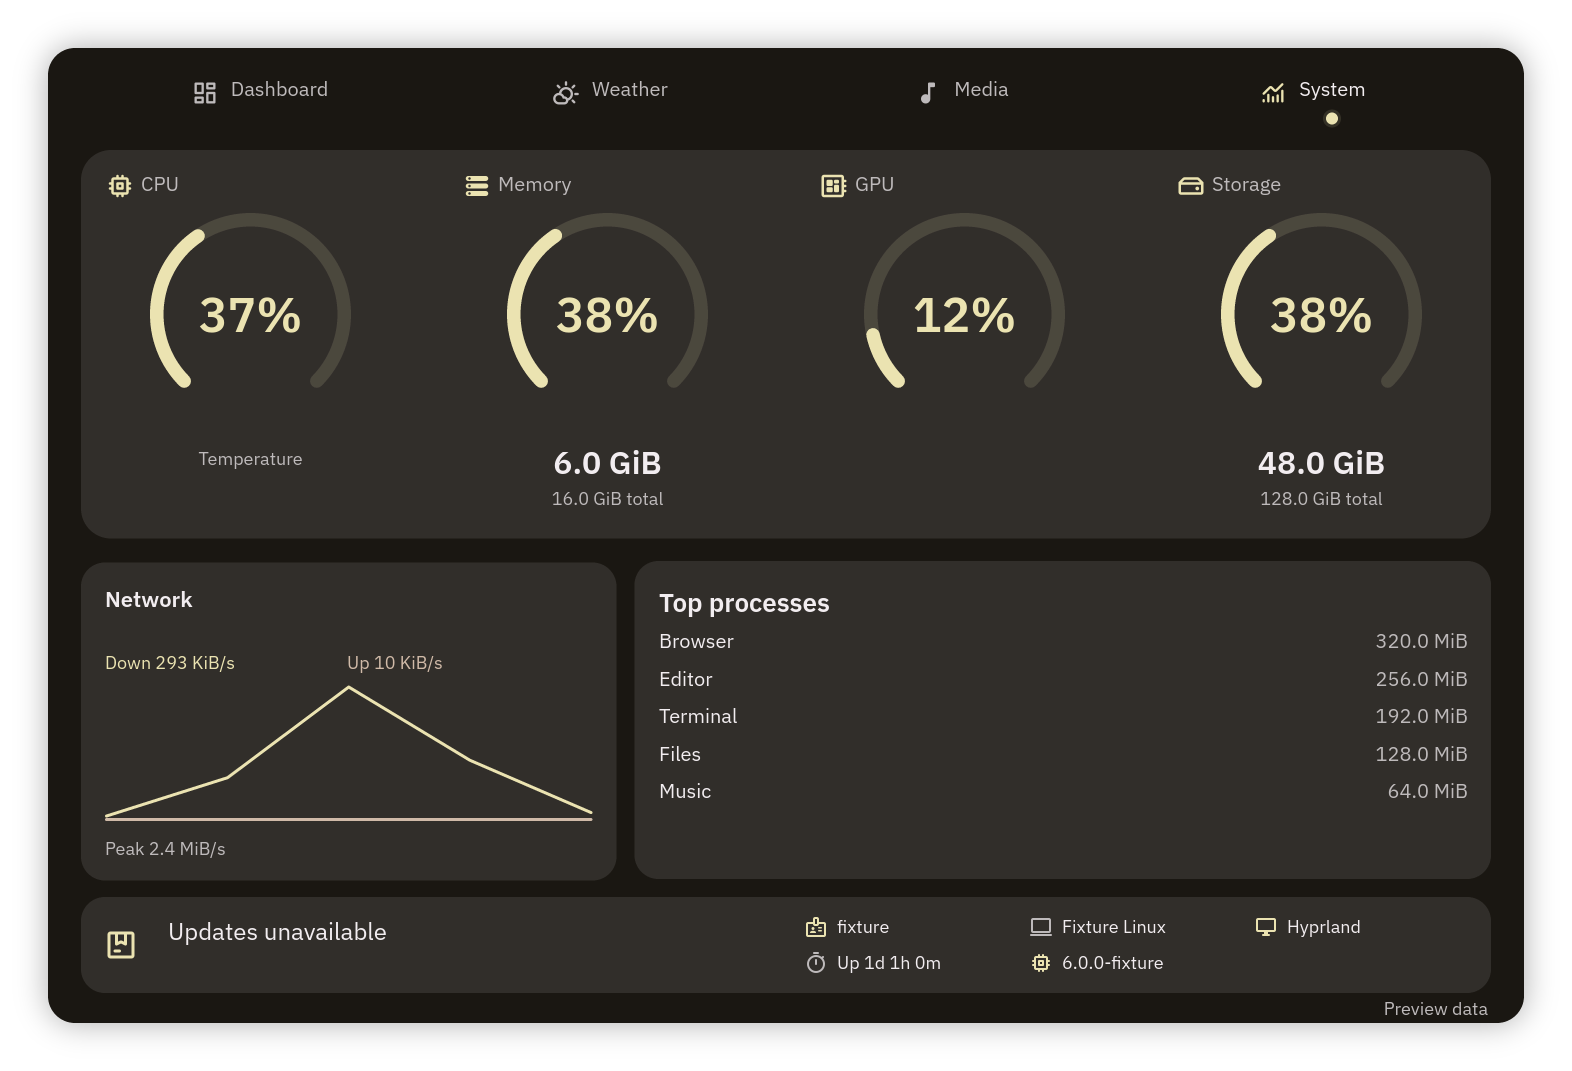 Dashboard
Weather
Media
System
CPU
Memory
GPU
Storage
37%
38%
12%
38%
Temperature
6.0 GiB
16.0 GiB total
48.0 GiB
128.0 GiB total
Network
Down 293 KiB/s
Up 10 KiB/s
Peak 2.4 MiB/s
Top processes
Browser 320.0 MiB
Editor 256.0 MiB
Terminal 192.0 MiB
Files 128.0 MiB
Music 64.0 MiB
Updates unavailable
fixture
Fixture Linux
Hyprland
Up 1d 1h 0m
6.0.0-fixture
Preview data